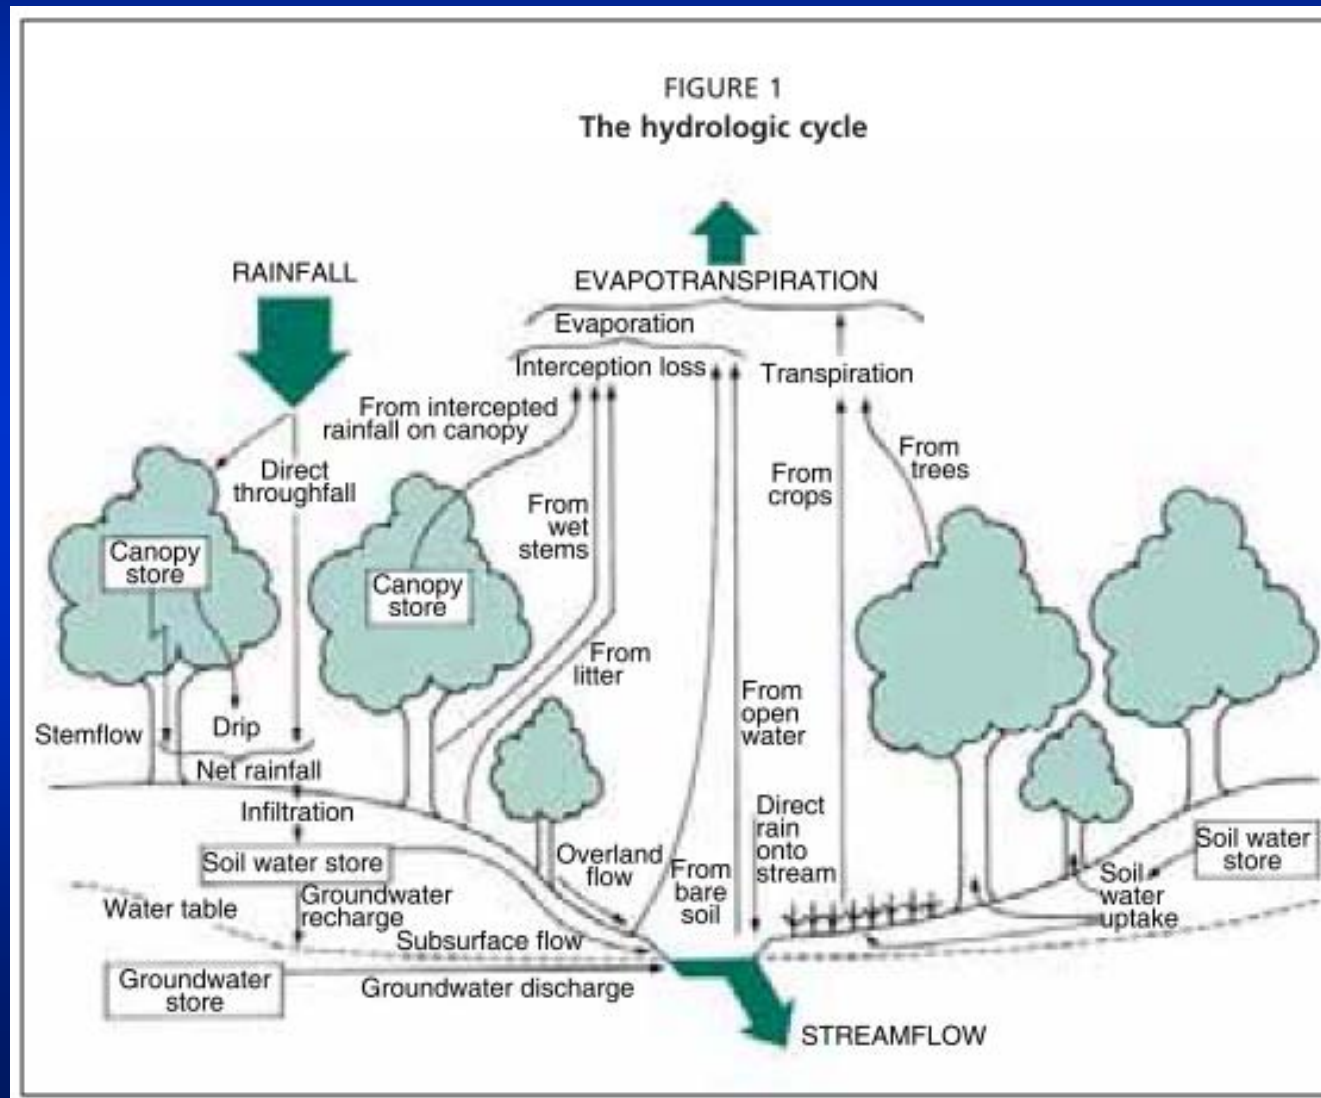 FIGURE 1
The hydrologic cycle
RAINFALL
EVAPOTRANSPIRATION
Evaporation
Interception loss
Transpiration
From intercepted
rainfall on canopy
Direct
throughfall
From
wet
stems
From
crops
From
trees
Canopy
store
Canopy
store
From
litter
From
open
water
Stemflow
Drip
Net rainfall
Infiltration
Soil water store
Groundwater
recharge
Water table
Subsurface flow
Overland
flow
From
bare
soil
Direct
rain
onto
stream
Soil
water
uptake
Soil water
store
Groundwater
store
Groundwater discharge
STREAMFLOW